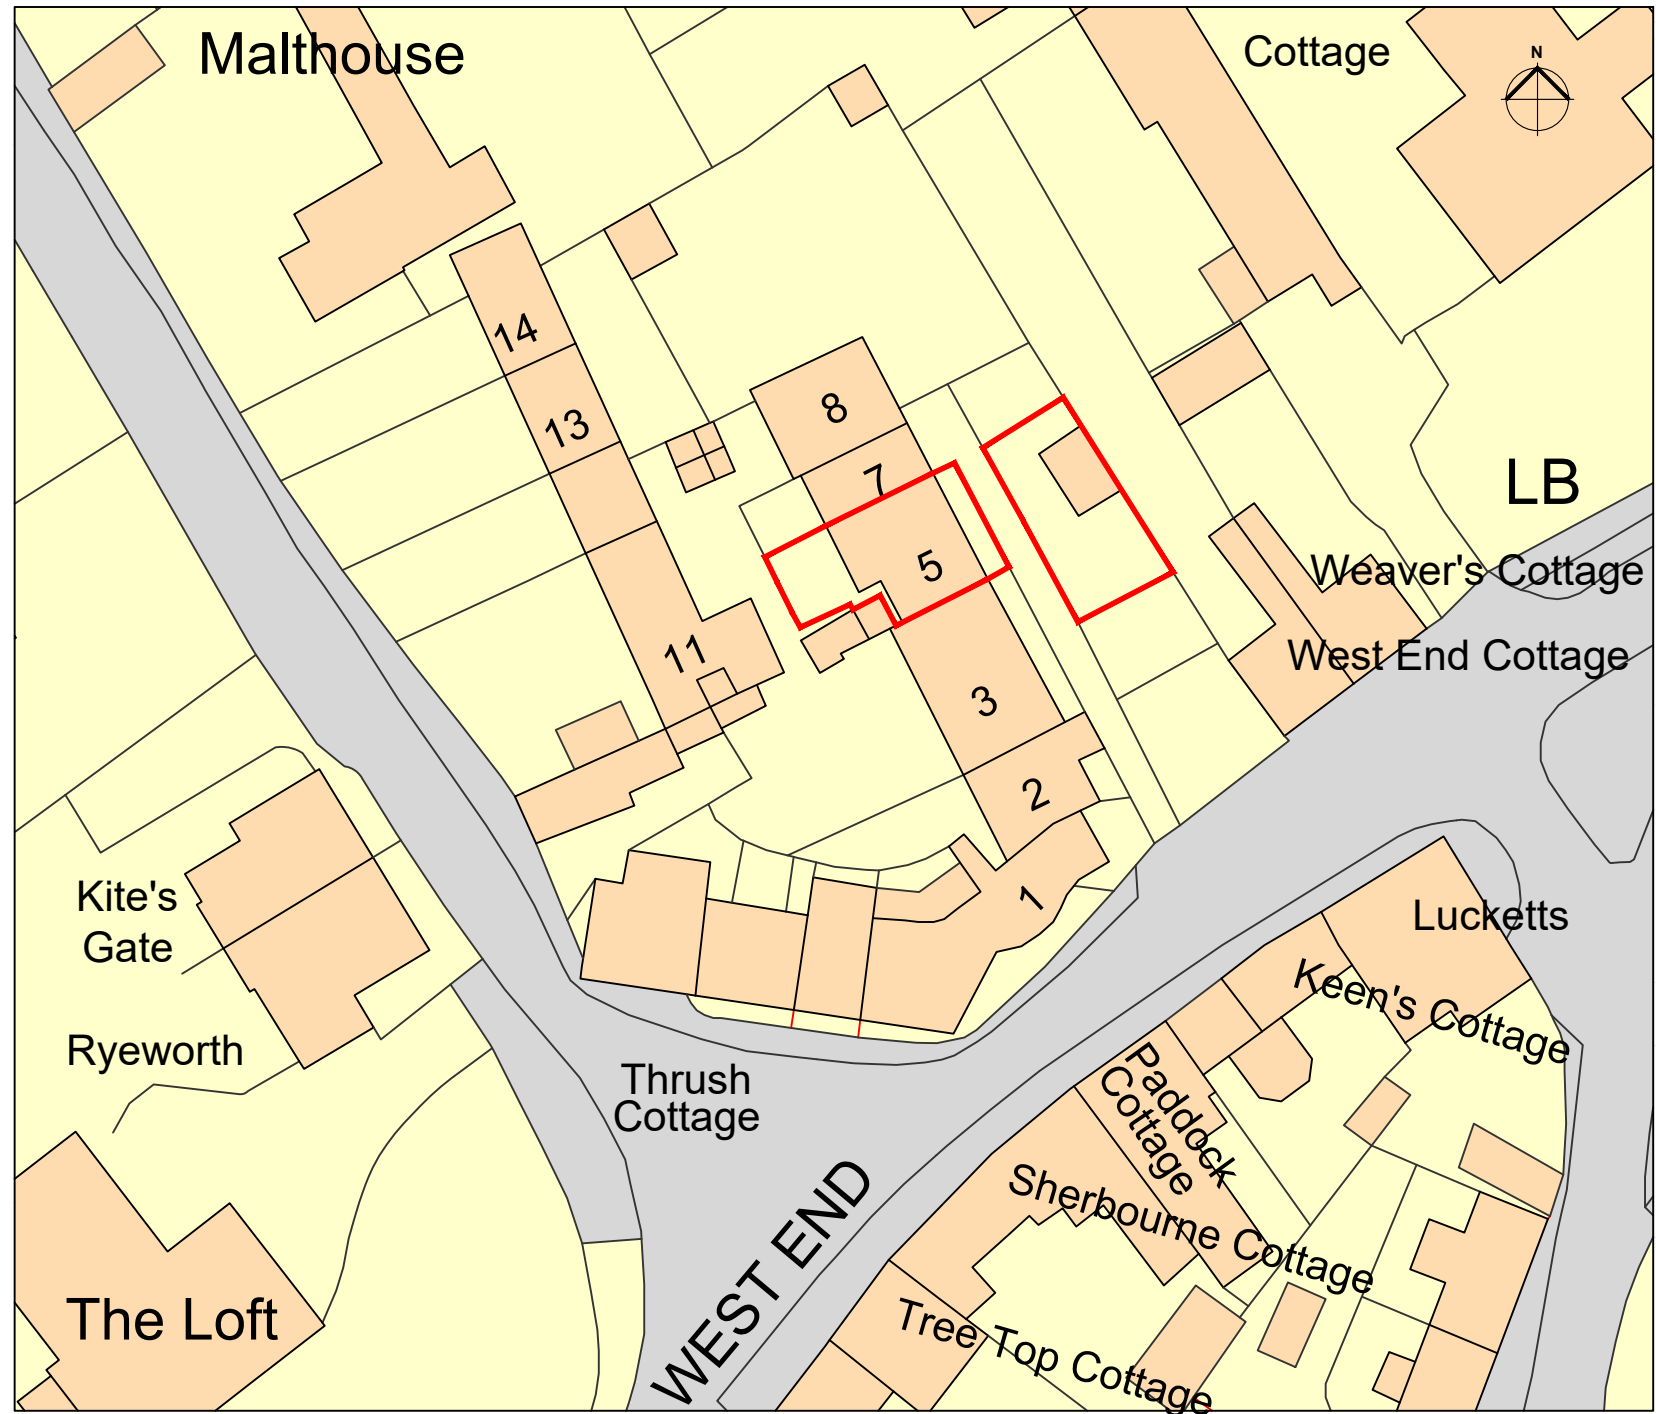 Malthouse
Cottage
N
14
13
8
7
LB
5
Weaver's Cottage
11
West End Cottage
3
2
1
Kite's
Gate
Lucketts
Keen's Cottage
Ryeworth
Thrush
Cottage
Paddock
Cottage
Sherbourne Cottage
WEST END
The Loft
Tree Top Cottage